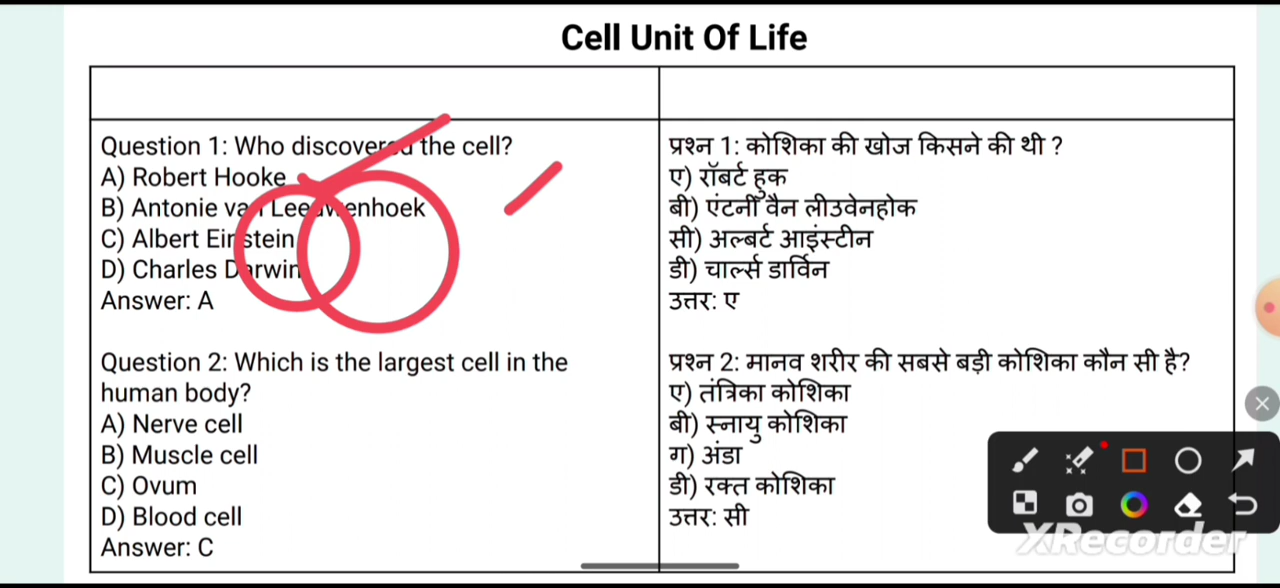 Cell Unit Of Life
Question 1: Who discovered the cell?
A) Robert Hooke
B) Antonie van Leeuwenhoek
C) Albert Einstein
D) Charles Darwin
Answer: A
Question 2: Which is the largest cell in the
human body?
A) Nerve cell
B) Muscle cell
C) Ovum
D) Blood cell
Answer: C
प्रश्न 1: कोशिका की खोज किसने की थी ?
ए) रॉबर्ट हुक
बी) एंटनी वैन लीउवेनहोक
सी) अल्बर्ट आइंस्टीन
डी) चार्ल्स डार्विन
उत्तर: ए
प्रश्न 2: मानव शरीर की सबसे बड़ी कोशिका कौन सी है?
ए) तंत्रिका कोशिका
बी) स्नायु कोशिका
ग) अंडा
डी) रक्त कोशिका
उत्तर: सी
XRecorder